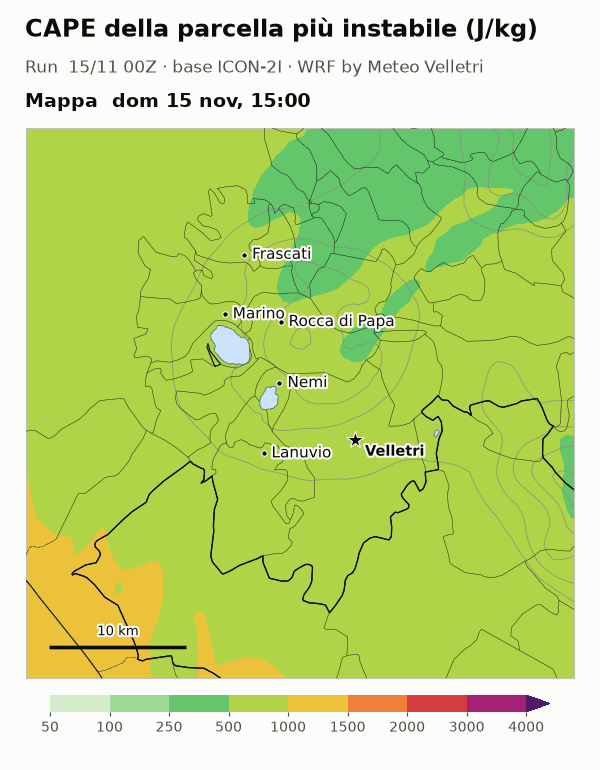 CAPE della parcella più instabile (J/kg)
Run  15/11 00Z · base ICON-2I · WRF by Meteo Velletri
Mappa  dom 15 nov, 15:00
Frascati
Marino
Rocca di Papa
Nemi
Velletri
Lanuvio
10 km
50 100 250 500 1000 1500 2000 3000 4000